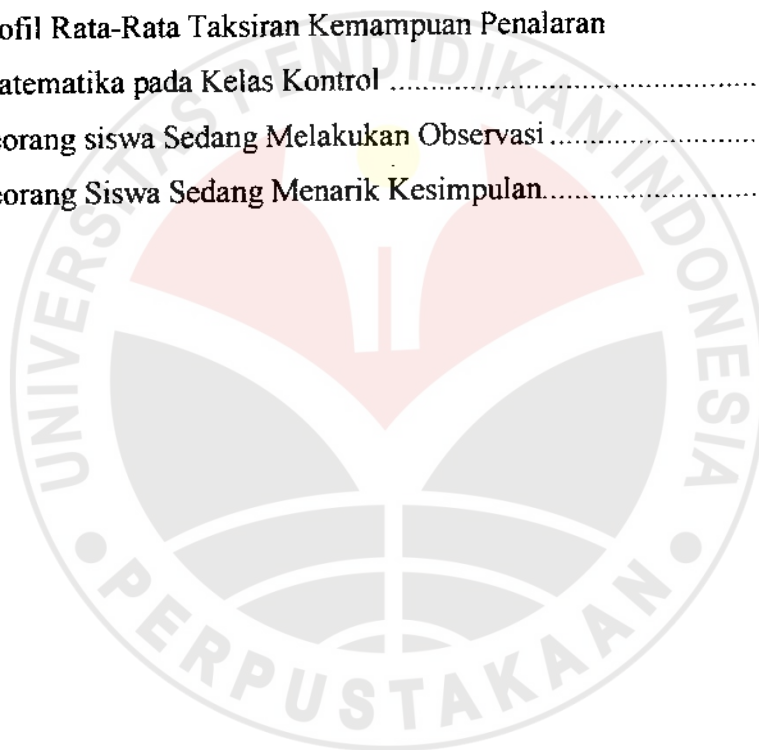 ofil Rata-Rata Taksiran Kemampuan Penalaran
atematika pada Kelas Kontrol ........................................
eorang siswa Sedang Melakukan Observasi ........................
eorang Siswa Sedang Menarik Kesimpulan.........................
UNIVERSITAS PENDIDIKAN INDONESIA
PERPUSTAKAAN